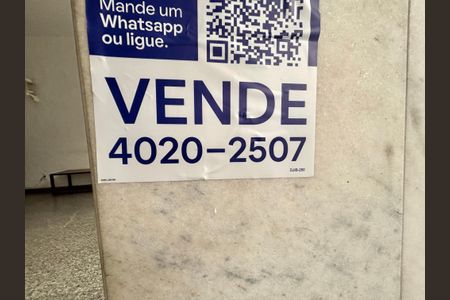 Mande um
Whatsapp
ou ligue.
VENDE
4020-2507